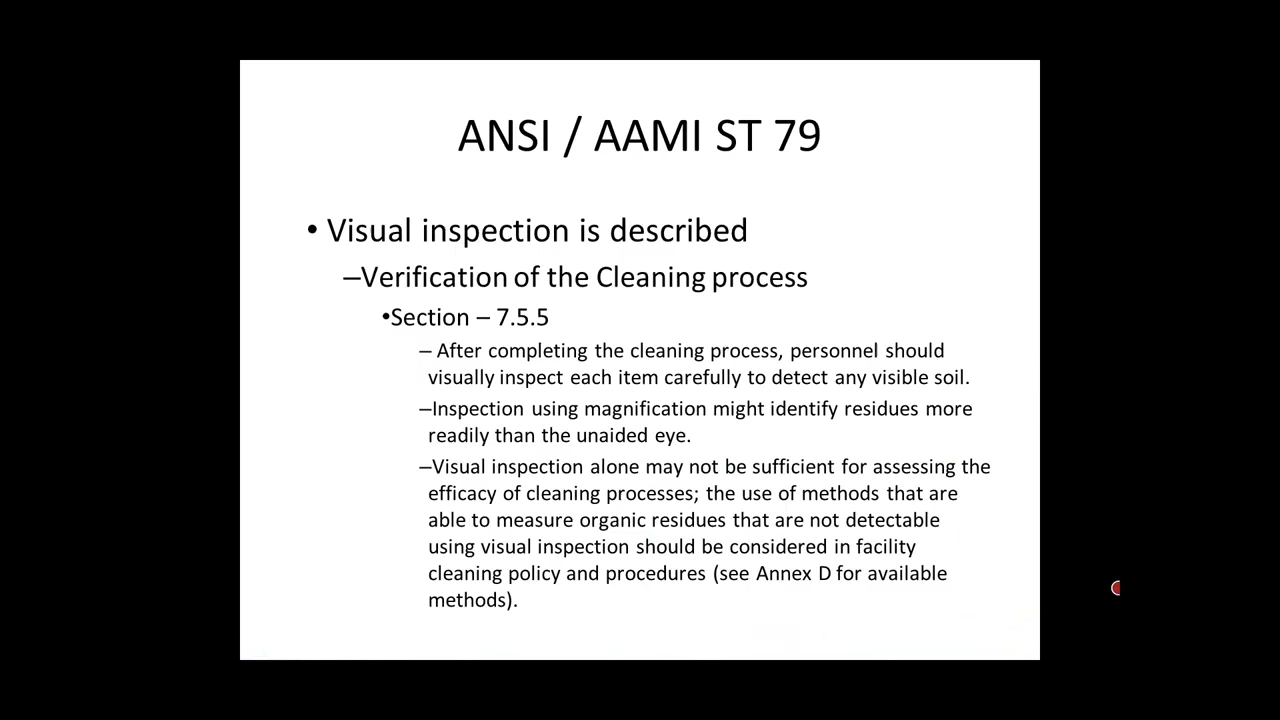 ANSI / AAMI ST 79
• Visual inspection is described
–Verification of the Cleaning process
•Section – 7.5.5
– After completing the cleaning process, personnel should
visually inspect each item carefully to detect any visible soil.
–Inspection using magnification might identify residues more
readily than the unaided eye.
–Visual inspection alone may not be sufficient for assessing the
efficacy of cleaning processes; the use of methods that are
able to measure organic residues that are not detectable
using visual inspection should be considered in facility
cleaning policy and procedures (see Annex D for available
methods).